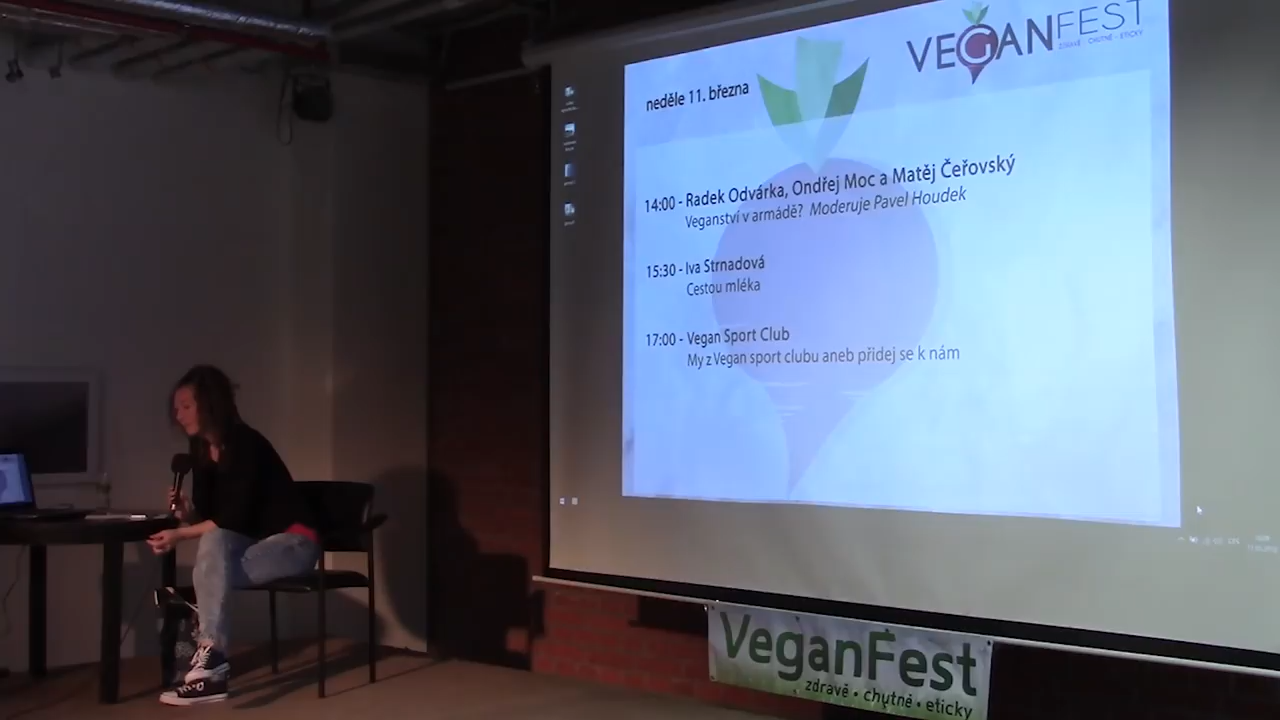 VEGANFEST
ZDRAVĚ · CHUTNĚ · ETICKY
neděle 11. března
14:00 - Radek Odvárka, Ondřej Moc a Matěj Čeřovský
Veganství v armádě? Moderuje Pavel Houdek
15:30 - Iva Strnadová
Cestou mléka
17:00 - Vegan Sport Club
My z Vegan sport clubu aneb přidej se k nám
VeganFest
zdravě • chutně • eticky